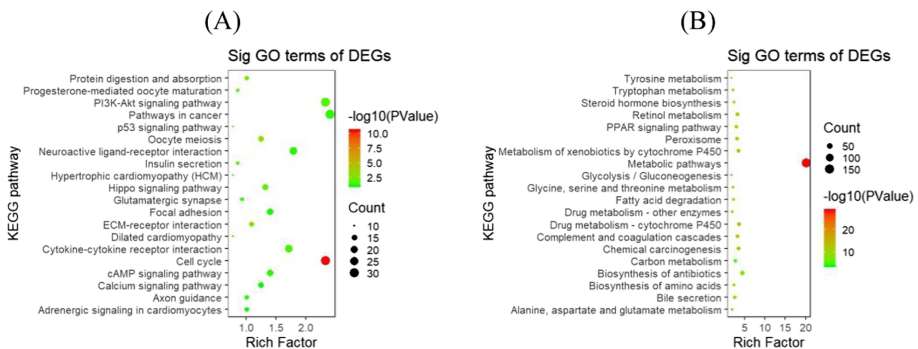 (A)
Sig GO terms of DEGs
KEGG pathway
Protein digestion and absorption
Progesterone-mediated oocyte maturation
PI3K-Akt signaling pathway
Pathways in cancer
p53 signaling pathway
Oocyte meiosis
Neuroactive ligand-receptor interaction
Insulin secretion
Hypertrophic cardiomyopathy (HCM)
Hippo signaling pathway
Glutamatergic synapse
Focal adhesion
ECM-receptor interaction
Dilated cardiomyopathy
Cytokine-cytokine receptor interaction
Cell cycle
cAMP signaling pathway
Calcium signaling pathway
Axon guidance
Adrenergic signaling in cardiomyocytes
1.0 1.5 2.0
Rich Factor
-log10(PValue)
10.0
7.5
5.0
2.5
Count
10
15
20
25
30
(B)
Sig GO terms of DEGs
KEGG pathway
Tyrosine metabolism
Tryptophan metabolism
Steroid hormone biosynthesis
Retinol metabolism
PPAR signaling pathway
Peroxisome
Metabolism of xenobiotics by cytochrome P450
Metabolic pathways
Glycolysis / Gluconeogenesis
Glycine, serine and threonine metabolism
Fatty acid degradation
Drug metabolism - other enzymes
Drug metabolism - cytochrome P450
Complement and coagulation cascades
Chemical carcinogenesis
Carbon metabolism
Biosynthesis of antibiotics
Biosynthesis of amino acids
Bile secretion
Alanine, aspartate and glutamate metabolism
5 10 15 20
Rich Factor
Count
50
100
150
-log10(PValue)
20
10